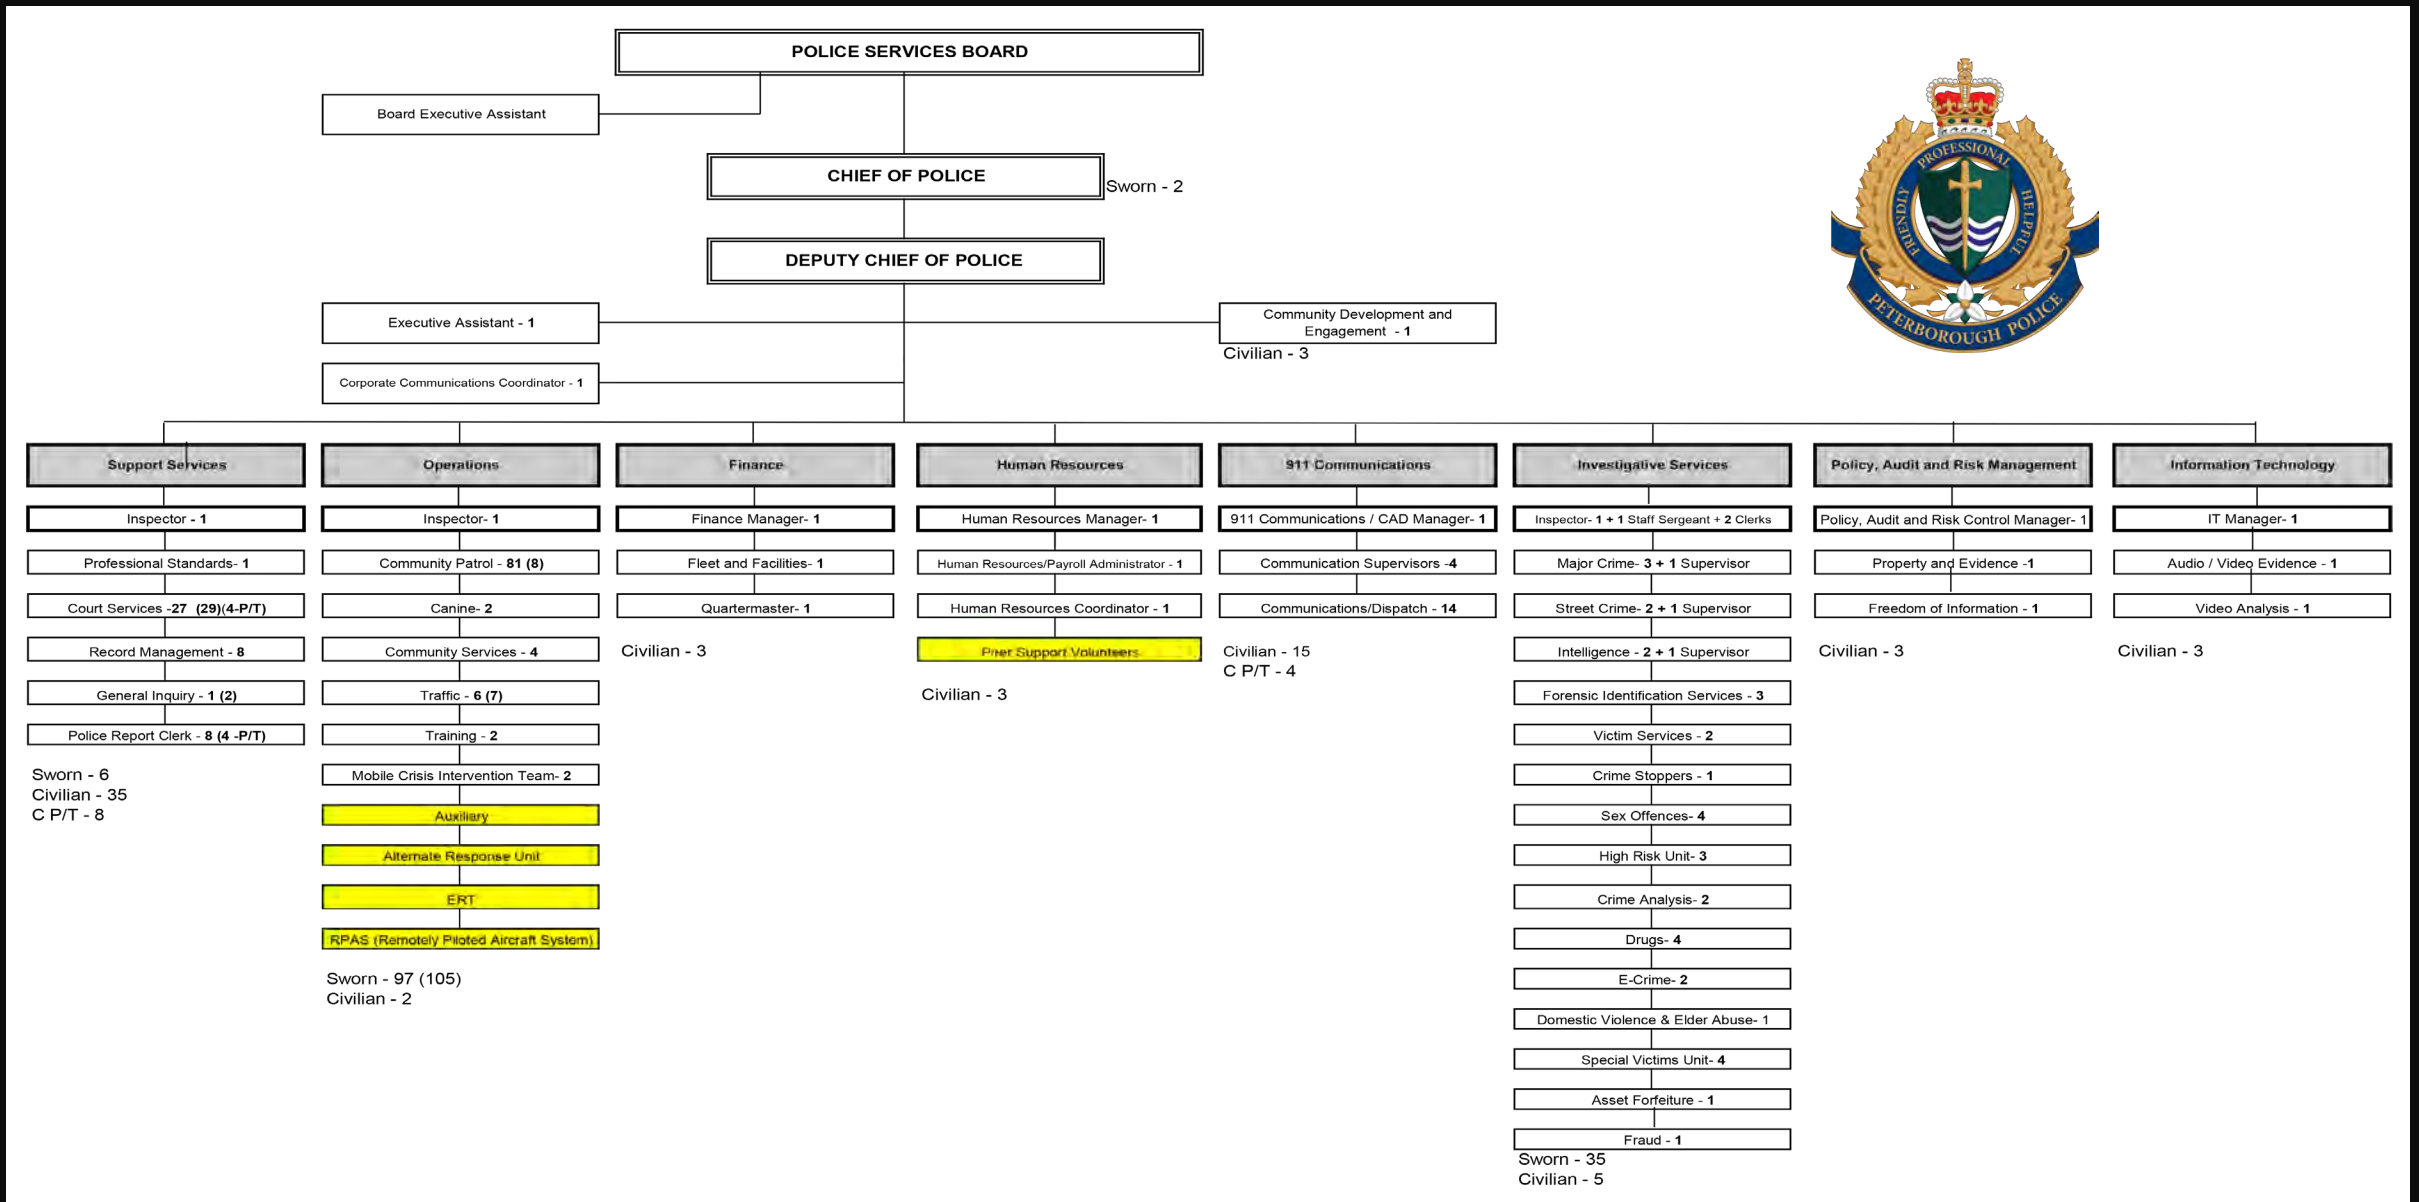 POLICE SERVICES BOARD
Board Executive Assistant
CHIEF OF POLICE
Sworn - 2
DEPUTY CHIEF OF POLICE
Executive Assistant - 1
Community Development and
Engagement - 1
Civilian - 3
Corporate Communications Coordinator - 1
PROFESSIONAL
FRIENDLY
HELPFUL
PETERBOROUGH POLICE
Support Services
Inspector - 1
Professional Standards- 1
Court Services -27 (29)(4-P/T)
Record Management - 8
General Inquiry - 1 (2)
Police Report Clerk - 8 (4 -P/T)
Sworn - 6
Civilian - 35
C P/T - 8
Operations
Inspector- 1
Community Patrol - 81 (8)
Canine- 2
Community Services - 4
Traffic - 6 (7)
Training - 2
Mobile Crisis Intervention Team- 2
Auxiliary
Alternate Response Unit
ERT
RPAS (Remotely Piloted Aircraft System)
Sworn - 97 (105)
Civilian - 2
Finance
Finance Manager- 1
Fleet and Facilities- 1
Quartermaster- 1
Civilian - 3
Human Resources
Human Resources Manager- 1
Human Resources/Payroll Administrator - 1
Human Resources Coordinator - 1
Peer Support Volunteers
Civilian - 3
911 Communications
911 Communications / CAD Manager- 1
Communication Supervisors -4
Communications/Dispatch - 14
Civilian - 15
C P/T - 4
Investigative Services
Inspector- 1 + 1 Staff Sergeant + 2 Clerks
Major Crime- 3 + 1 Supervisor
Street Crime- 2 + 1 Supervisor
Intelligence - 2 + 1 Supervisor
Forensic Identification Services - 3
Victim Services - 2
Crime Stoppers - 1
Sex Offences- 4
High Risk Unit- 3
Crime Analysis- 2
Drugs- 4
E-Crime- 2
Domestic Violence & Elder Abuse- 1
Special Victims Unit- 4
Asset Forfeiture - 1
Fraud - 1
Sworn - 35
Civilian - 5
Policy, Audit and Risk Management
Policy, Audit and Risk Control Manager- 1
Property and Evidence -1
Freedom of Information - 1
Civilian - 3
Information Technology
IT Manager- 1
Audio / Video Evidence - 1
Video Analysis - 1
Civilian - 3